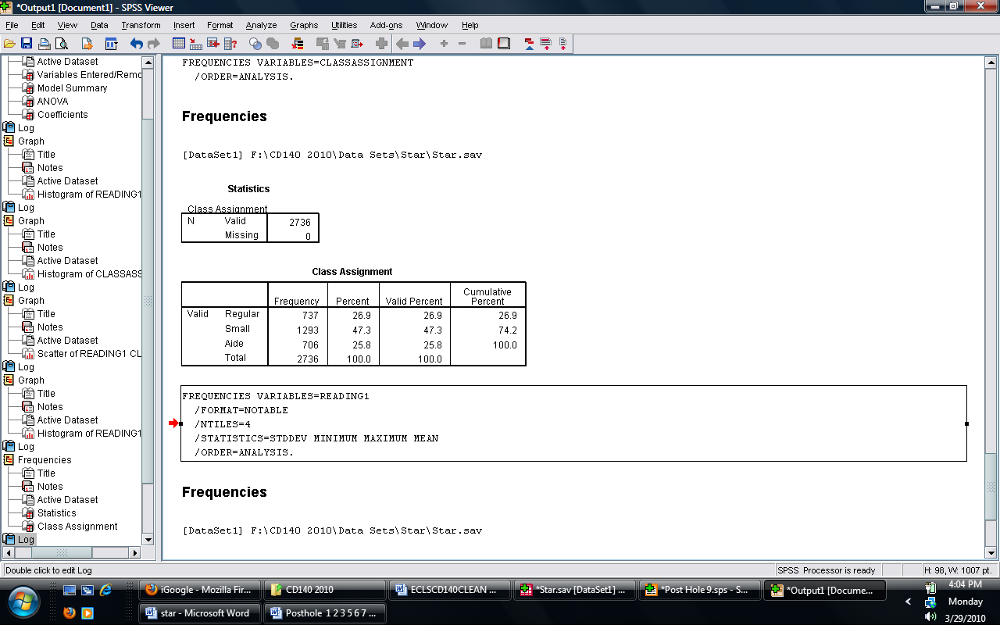 *Output1 [Document1] - SPSS Viewer
File Edit View Data Transform Insert Format Analyze Graphs Utilities Add-ons Window Help
Active Dataset
Variables Entered/Remo
Model Summary
ANOVA
Coefficients
Log
Graph
Title
Notes
Active Dataset
Histogram of READING1
Log
Graph
Title
Notes
Active Dataset
Histogram of CLASSASS
Log
Graph
Title
Notes
Active Dataset
Scatter of READING1 CL
Log
Graph
Title
Notes
Active Dataset
Histogram of READING1
Log
Frequencies
Title
Notes
Active Dataset
Statistics
Class Assignment
Log
FREQUENCIES VARIABLES=CLASSASSIGNMENT
/ORDER=ANALYSIS.
Frequencies
[DataSet1] F:\CD140 2010\Data Sets\Star\Star.sav
Statistics
Class Assignment
N Valid 2736
Missing 0
Class Assignment
Frequency Percent Valid Percent Cumulative Percent
Valid Regular 737 26.9 26.9 26.9
Small 1293 47.3 47.3 74.2
Aide 706 25.8 25.8 100.0
Total 2736 100.0 100.0
FREQUENCIES VARIABLES=READING1
/FORMAT=NOTABLE
/NTILES=4
/STATISTICS=STDDEV MINIMUM MAXIMUM MEAN
/ORDER=ANALYSIS.
Frequencies
[DataSet1] F:\CD140 2010\Data Sets\Star\Star.sav
Double click to edit Log
SPSS Processor is ready
H: 98, W: 1007 pt.
iGoogle - Mozilla Fir...
CD140 2010
ECLSCD140CLEAN ...
*Star.sav [DataSet1] ...
*Post Hole 9.sps - S...
*Output1 [Docume...
star - Microsoft Word
Posthole 1 2 3 5 6 7 ...
4:04 PM
Monday
3/29/2010